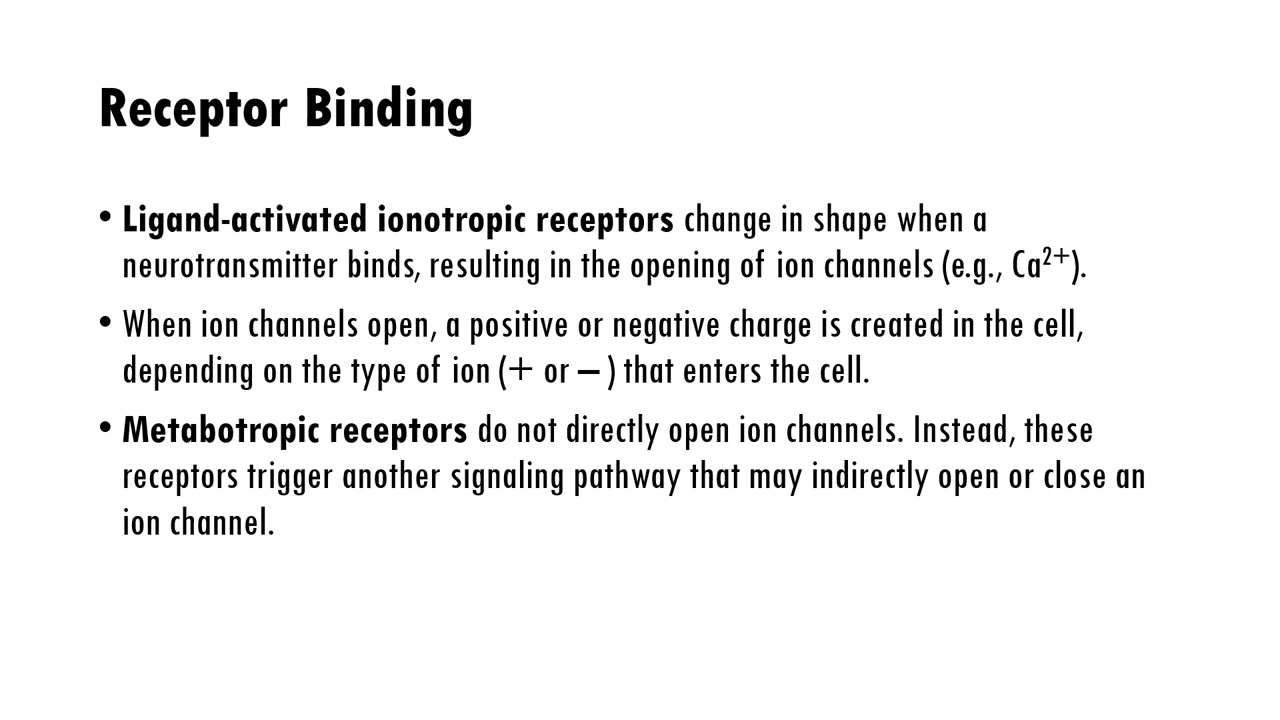 Receptor Binding
• Ligand-activated ionotropic receptors change in shape when a
neurotransmitter binds, resulting in the opening of ion channels (e.g., Ca²⁺).
• When ion channels open, a positive or negative charge is created in the cell,
depending on the type of ion (+ or – ) that enters the cell.
• Metabotropic receptors do not directly open ion channels. Instead, these
receptors trigger another signaling pathway that may indirectly open or close an
ion channel.